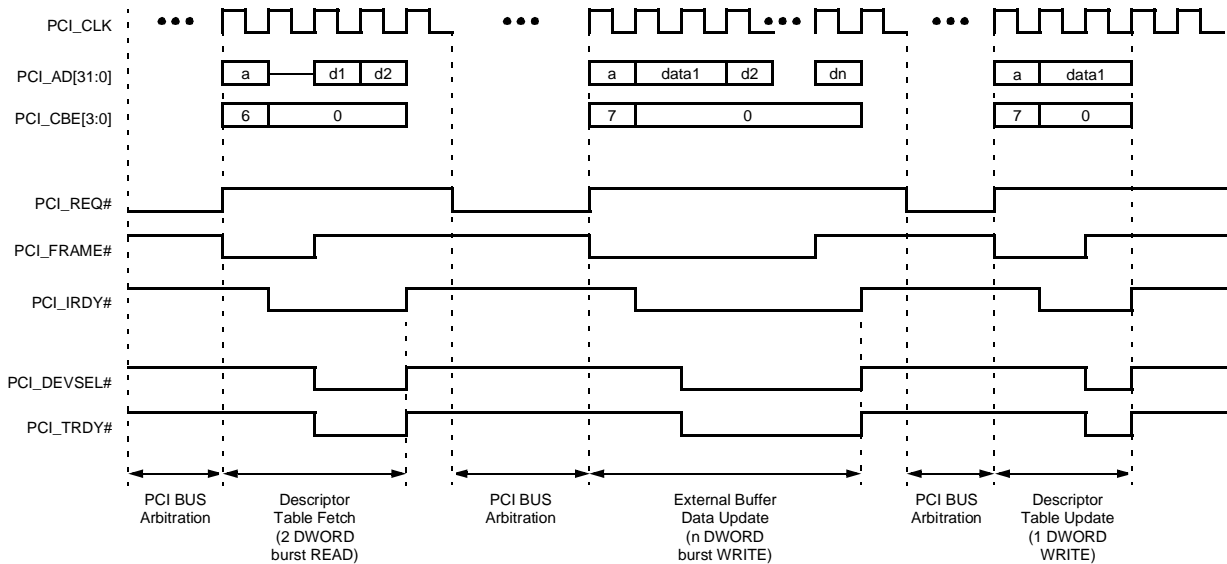 PCI_CLK
PCI_AD[31:0] a d1 d2 a data1 d2 dn a data1
PCI_CBE[3:0] 6 0 7 0 7 0
PCI_REQ#
PCI_FRAME#
PCI_IRDY#
PCI_DEVSEL#
PCI_TRDY#
PCI BUS
Arbitration
Descriptor
Table Fetch
(2 DWORD
burst READ)
PCI BUS
Arbitration
External Buffer
Data Update
(n DWORD
burst WRITE)
PCI BUS
Arbitration
Descriptor
Table Update
(1 DWORD
WRITE)